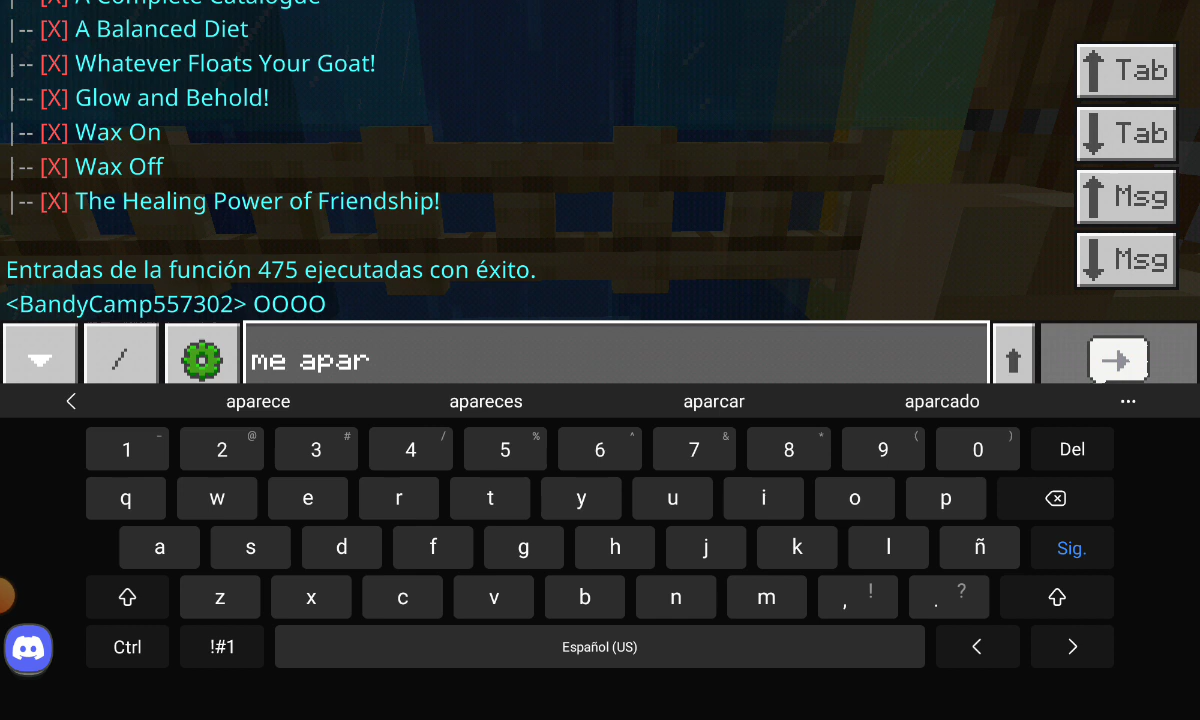 |-- [X] A Complete Catalogue
|-- [X] A Balanced Diet
|-- [X] Whatever Floats Your Goat!
|-- [X] Glow and Behold!
|-- [X] Wax On
|-- [X] Wax Off
|-- [X] The Healing Power of Friendship!
Entradas de la función 475 ejecutadas con éxito.
<BandyCamp557302> OOOO
Tab
Tab
Msg
Msg
/
me apar
aparece apareces aparcar aparcado ...
1 - 2 @ 3 # 4 / 5 % 6 ^ 7 & 8 * 9 ( 0 ) Del
q w e r t y u i o p
a s d f g h j k l ñ Sig.
z x c v b n m , ! . ?
Ctrl !#1 Español (US) < >